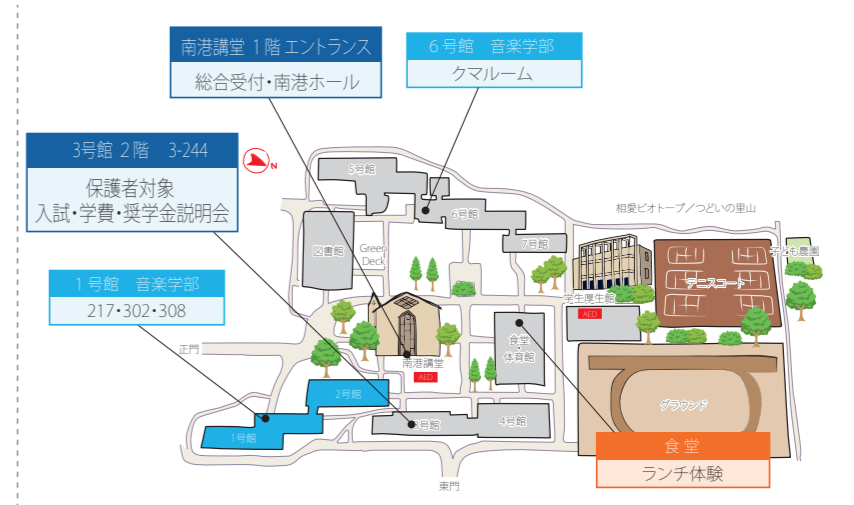 南港講堂 1階 エントランス
総合受付・南港ホール
6号館 音楽学部
クマルーム
3号館 2階 3-244
保護者対象
入試・学費・奨学金説明会
N
1号館 音楽学部
217・302・308
5号館
6号館
7号館
図書館
Green
Deck
相愛ビオトープ／つどいの里山
子ども農園
テニスコート
学生厚生館
AED
正門
南港講堂
AED
食堂
体育館
グラウンド
2号館
1号館
3号館
4号館
東門
食堂
ランチ体験